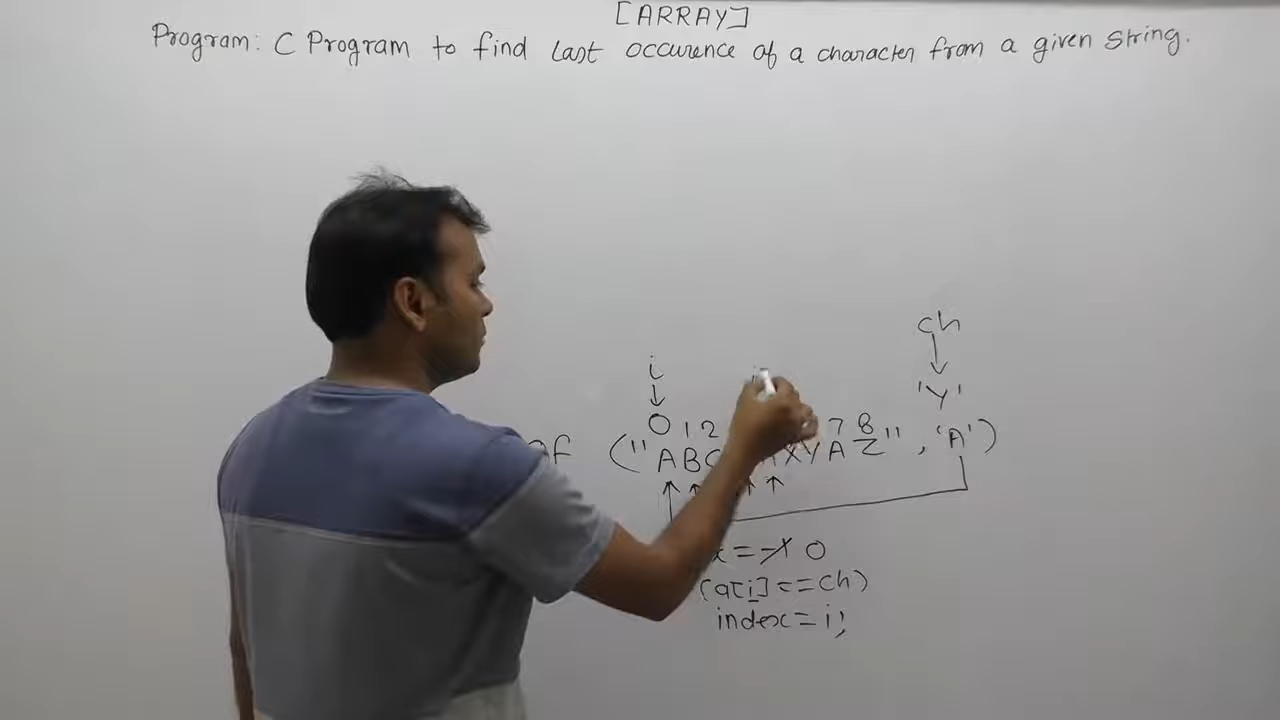 [ARRAY]
Program: C Program to find last occurence of a character from a given string.
ch
i
'Y'
0 1 2 7 8
of ("ABC XYAZ", 'A')
= -1 0
(a[i]==ch)
index=i;